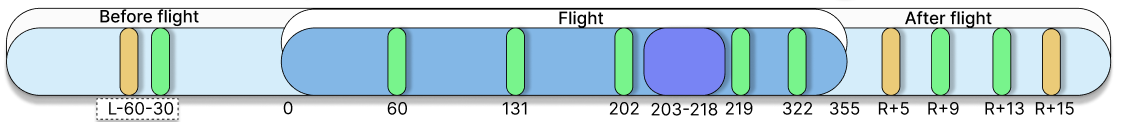 Before flight Flight After flight
L-60-30 0 60 131 202 203-218 219 322 355 R+5 R+9 R+13 R+15